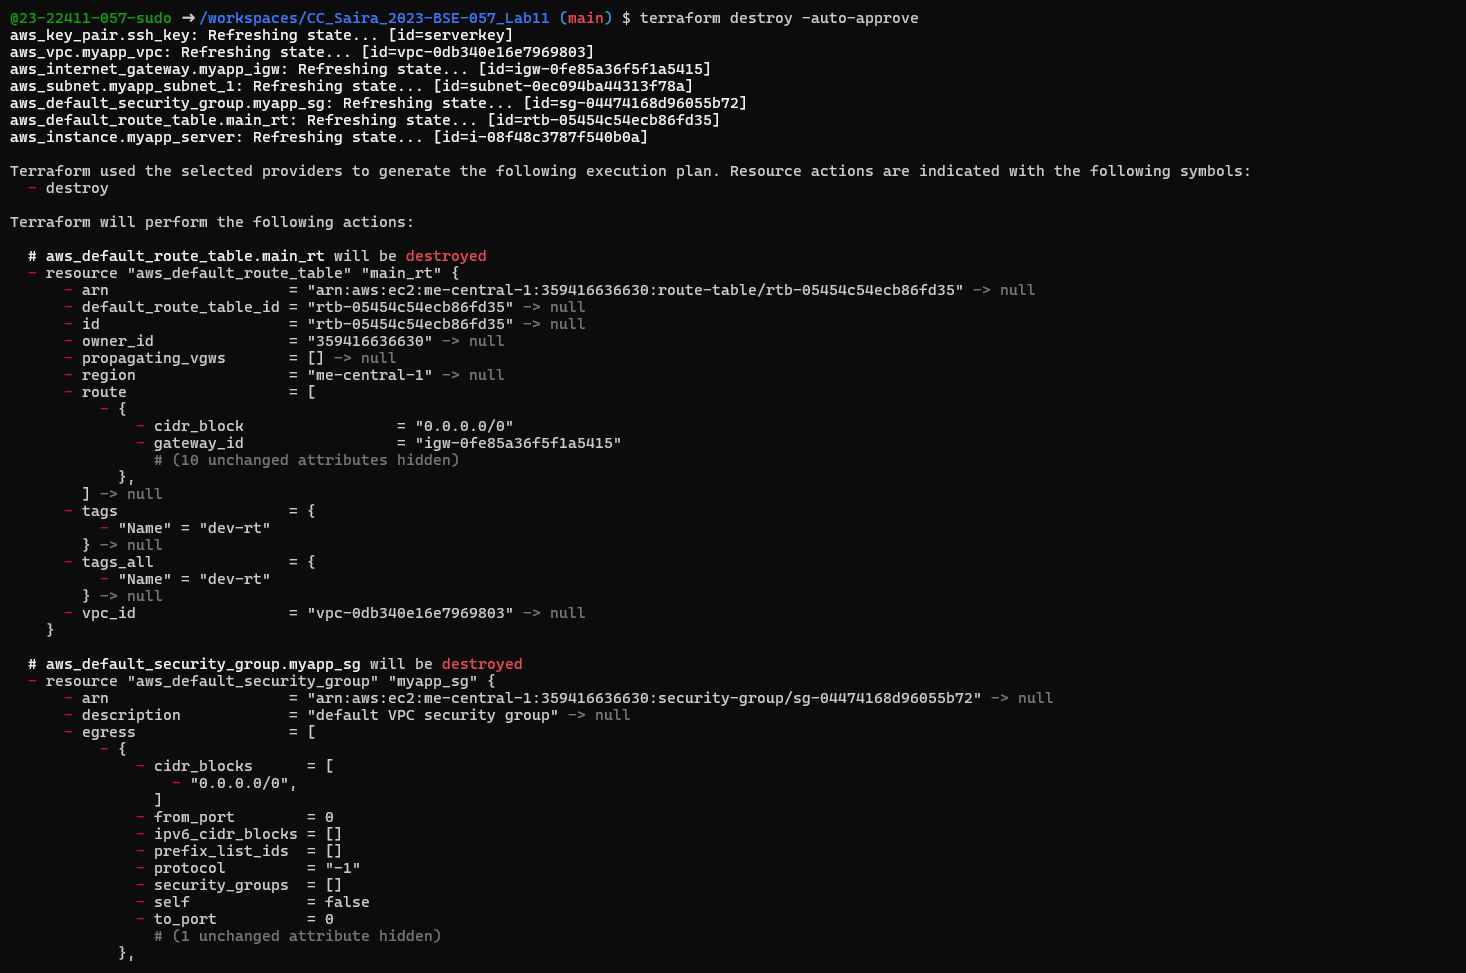 @23-22411-057-sudo ➜ /workspaces/CC_Saira_2023-BSE-057_Lab11 (main) $ terraform destroy -auto-approve
aws_key_pair.ssh_key: Refreshing state... [id=serverkey]
aws_vpc.myapp_vpc: Refreshing state... [id=vpc-0db340e16e7969803]
aws_internet_gateway.myapp_igw: Refreshing state... [id=igw-0fe85a36f5f1a5415]
aws_subnet.myapp_subnet_1: Refreshing state... [id=subnet-0ec094ba44313f78a]
aws_default_security_group.myapp_sg: Refreshing state... [id=sg-04474168d96055b72]
aws_default_route_table.main_rt: Refreshing state... [id=rtb-05454c54ecb86fd35]
aws_instance.myapp_server: Refreshing state... [id=i-08f48c3787f540b0a]

Terraform used the selected providers to generate the following execution plan. Resource actions are indicated with the following symbols:
  - destroy

Terraform will perform the following actions:

  # aws_default_route_table.main_rt will be destroyed
  - resource "aws_default_route_table" "main_rt" {
      - arn                    = "arn:aws:ec2:me-central-1:359416636630:route-table/rtb-05454c54ecb86fd35" -> null
      - default_route_table_id = "rtb-05454c54ecb86fd35" -> null
      - id                     = "rtb-05454c54ecb86fd35" -> null
      - owner_id               = "359416636630" -> null
      - propagating_vgws       = [] -> null
      - region                 = "me-central-1" -> null
      - route                  = [
          - {
              - cidr_block                 = "0.0.0.0/0"
              - gateway_id                 = "igw-0fe85a36f5f1a5415"
                # (10 unchanged attributes hidden)
            },
        ] -> null
      - tags                   = {
          - "Name" = "dev-rt"
        } -> null
      - tags_all               = {
          - "Name" = "dev-rt"
        } -> null
      - vpc_id                 = "vpc-0db340e16e7969803" -> null
    }

  # aws_default_security_group.myapp_sg will be destroyed
  - resource "aws_default_security_group" "myapp_sg" {
      - arn                    = "arn:aws:ec2:me-central-1:359416636630:security-group/sg-04474168d96055b72" -> null
      - description            = "default VPC security group" -> null
      - egress                 = [
          - {
              - cidr_blocks      = [
                  - "0.0.0.0/0",
                ]
              - from_port        = 0
              - ipv6_cidr_blocks = []
              - prefix_list_ids  = []
              - protocol         = "-1"
              - security_groups  = []
              - self             = false
              - to_port          = 0
                # (1 unchanged attribute hidden)
            },